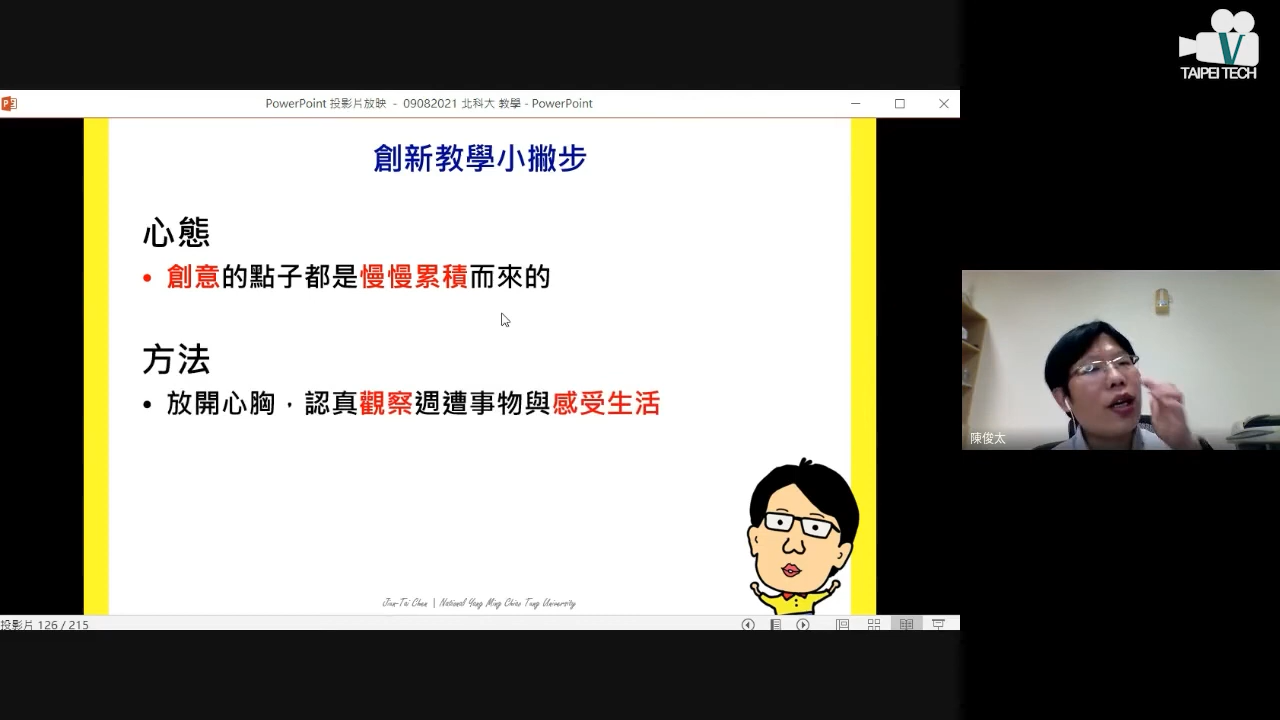 TAIPEI TECH
PowerPoint 投影片放映 - 09082021 北科大 教學 - PowerPoint
創新教學小撇步
心態
• 創意的點子都是慢慢累積而來的
方法
• 放開心胸，認真觀察週遭事物與感受生活
陳俊太
Jiun-Tai Chen | National Yang Ming Chiao Tung University
投影片 126 / 215